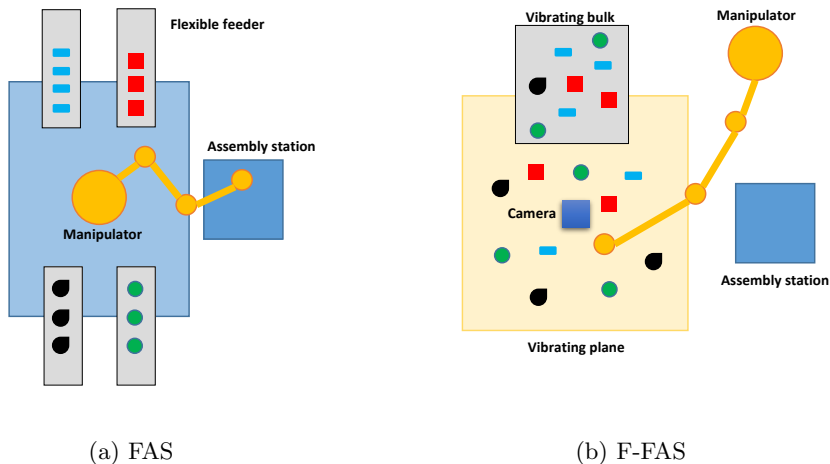 Flexible feeder
Assembly station
Manipulator
(a) FAS
Vibrating bulk
Manipulator
Camera
Assembly station
Vibrating plane
(b) F-FAS